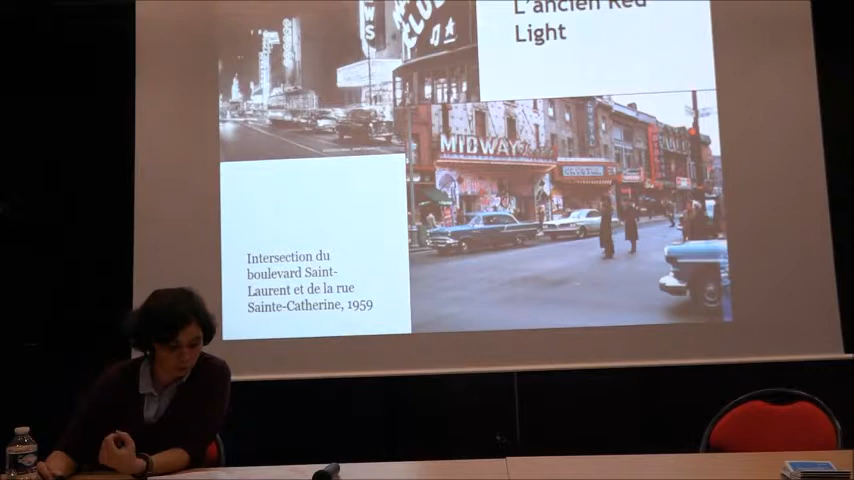 L'ancien Red
Light
MIDWAY
Intersection du
boulevard Saint-
Laurent et de la rue
Sainte-Catherine, 1959